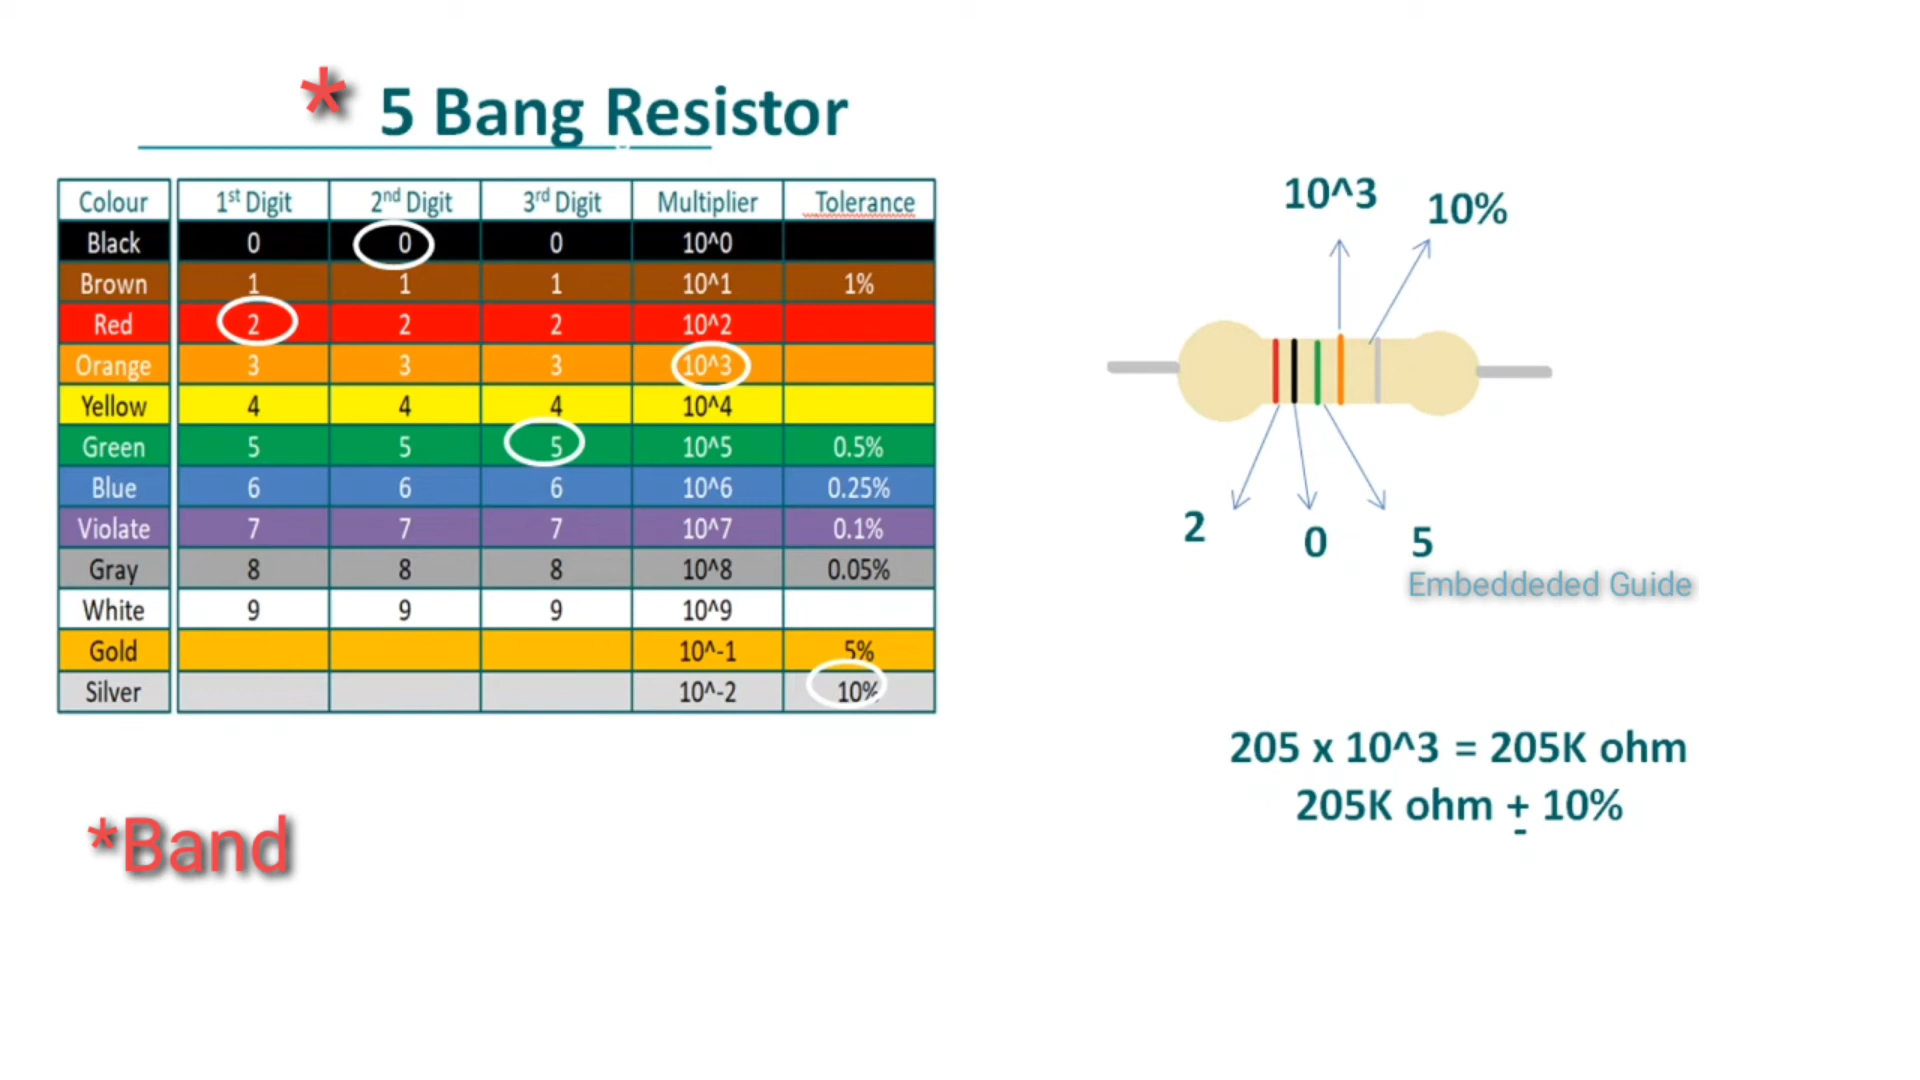 * 5 Bang Resistor
Colour 1st Digit 2nd Digit 3rd Digit Multiplier Tolerance
Black 0 0 0 10^0
Brown 1 1 1 10^1 1%
Red 2 2 2 10^2
Orange 3 3 3 10^3
Yellow 4 4 4 10^4
Green 5 5 5 10^5 0.5%
Blue 6 6 6 10^6 0.25%
Violate 7 7 7 10^7 0.1%
Gray 8 8 8 10^8 0.05%
White 9 9 9 10^9
Gold 10^-1 5%
Silver 10^-2 10%
*Band
10^3 10%
2 0 5
Embeddeded Guide
205 x 10^3 = 205K ohm
205K ohm ± 10%